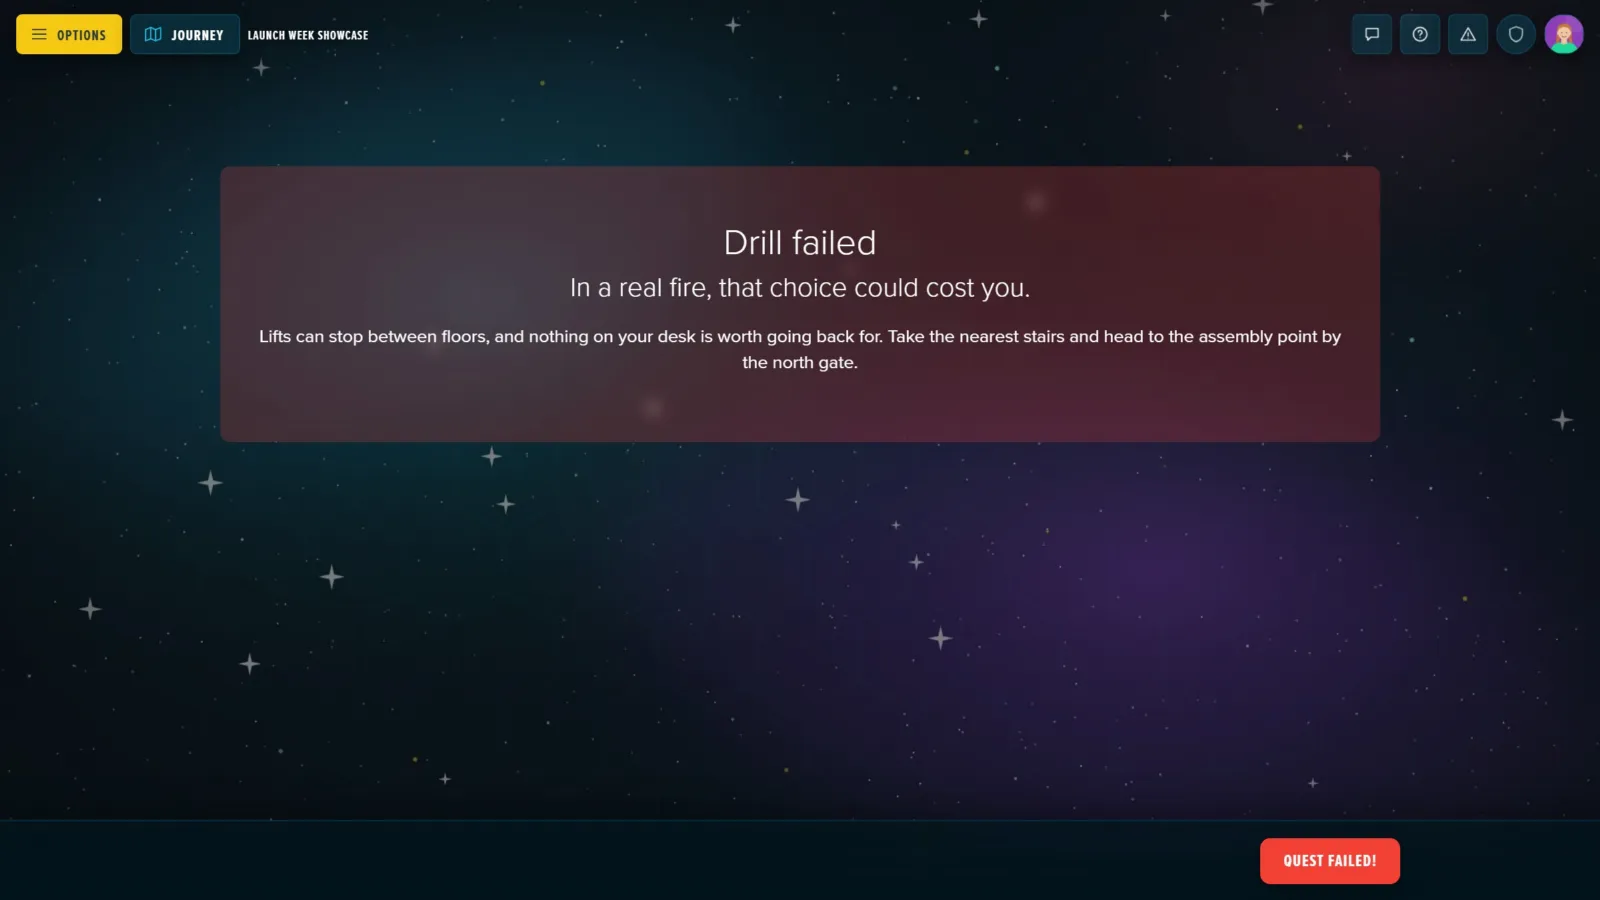 OPTIONS
JOURNEY
LAUNCH WEEK SHOWCASE
Drill failed
In a real fire, that choice could cost you.
Lifts can stop between floors, and nothing on your desk is worth going back for. Take the nearest stairs and head to the assembly point by
the north gate.
QUEST FAILED!